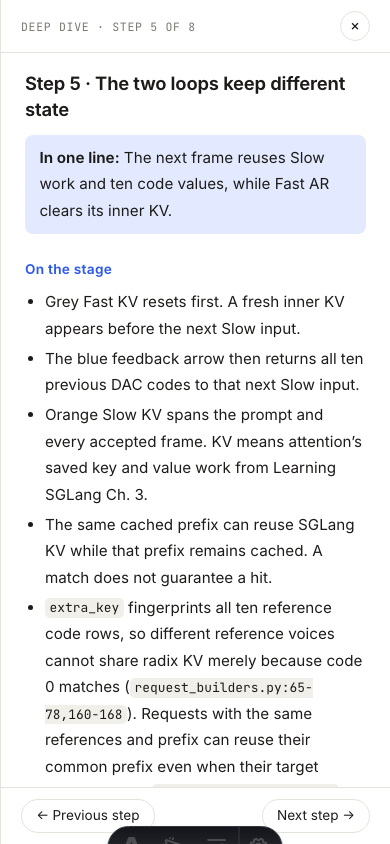 DEEP DIVE · STEP 5 OF 8
×
Step 5 · The two loops keep different
state
In one line: The next frame reuses Slow
work and ten code values, while Fast AR
clears its inner KV.
On the stage
• Grey Fast KV resets first. A fresh inner KV
appears before the next Slow input.
• The blue feedback arrow then returns all ten
previous DAC codes to that next Slow input.
• Orange Slow KV spans the prompt and
every accepted frame. KV means attention’s
saved key and value work from Learning
SGLang Ch. 3.
• The same cached prefix can reuse SGLang
KV while that prefix remains cached. A
match does not guarantee a hit.
• extra_key fingerprints all ten reference
code rows, so different reference voices
cannot share radix KV merely because code
0 matches (request_builders.py:65-
78,160-168). Requests with the same
references and prefix can reuse their
common prefix even when their target
← Previous step
Next step →